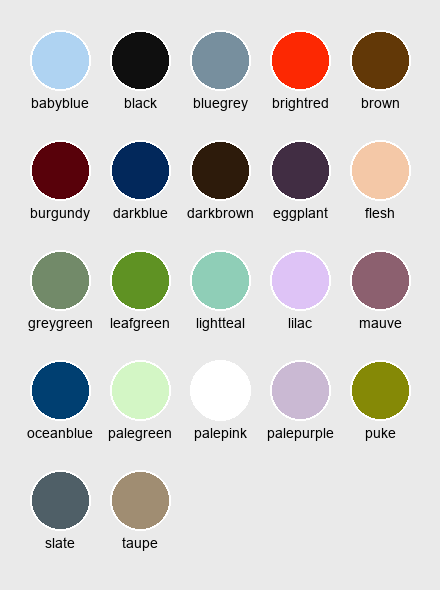 babyblue black bluegrey brightred brown
burgundy darkblue darkbrown eggplant flesh
greygreen leafgreen lightteal lilac mauve
oceanblue palegreen palepink palepurple puke
slate taupe